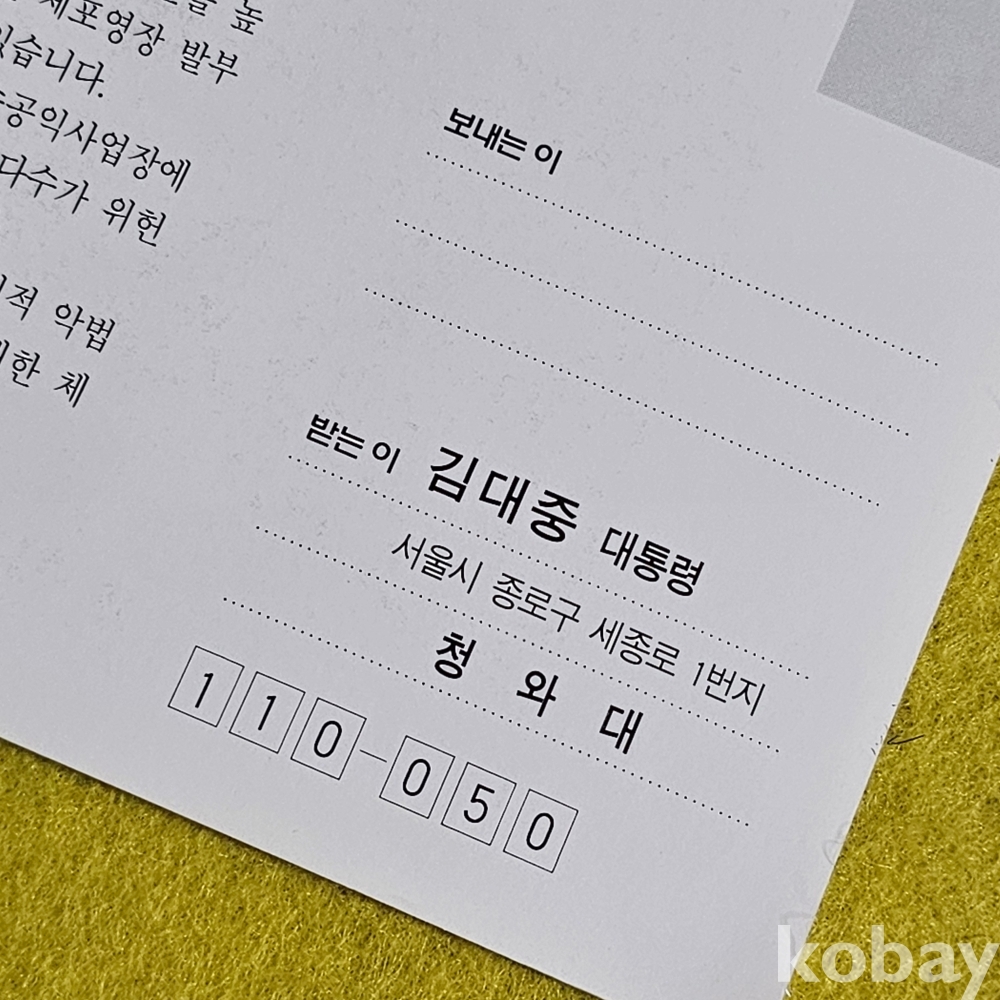 높
체포영장 발부
있습니다.
공익사업장에
다수가 위헌
적 악법
한 체
보내는 이
받는 이 김대중 대통령
서울시 종로구 세종로 1번지
청 와 대
110-050
kobay